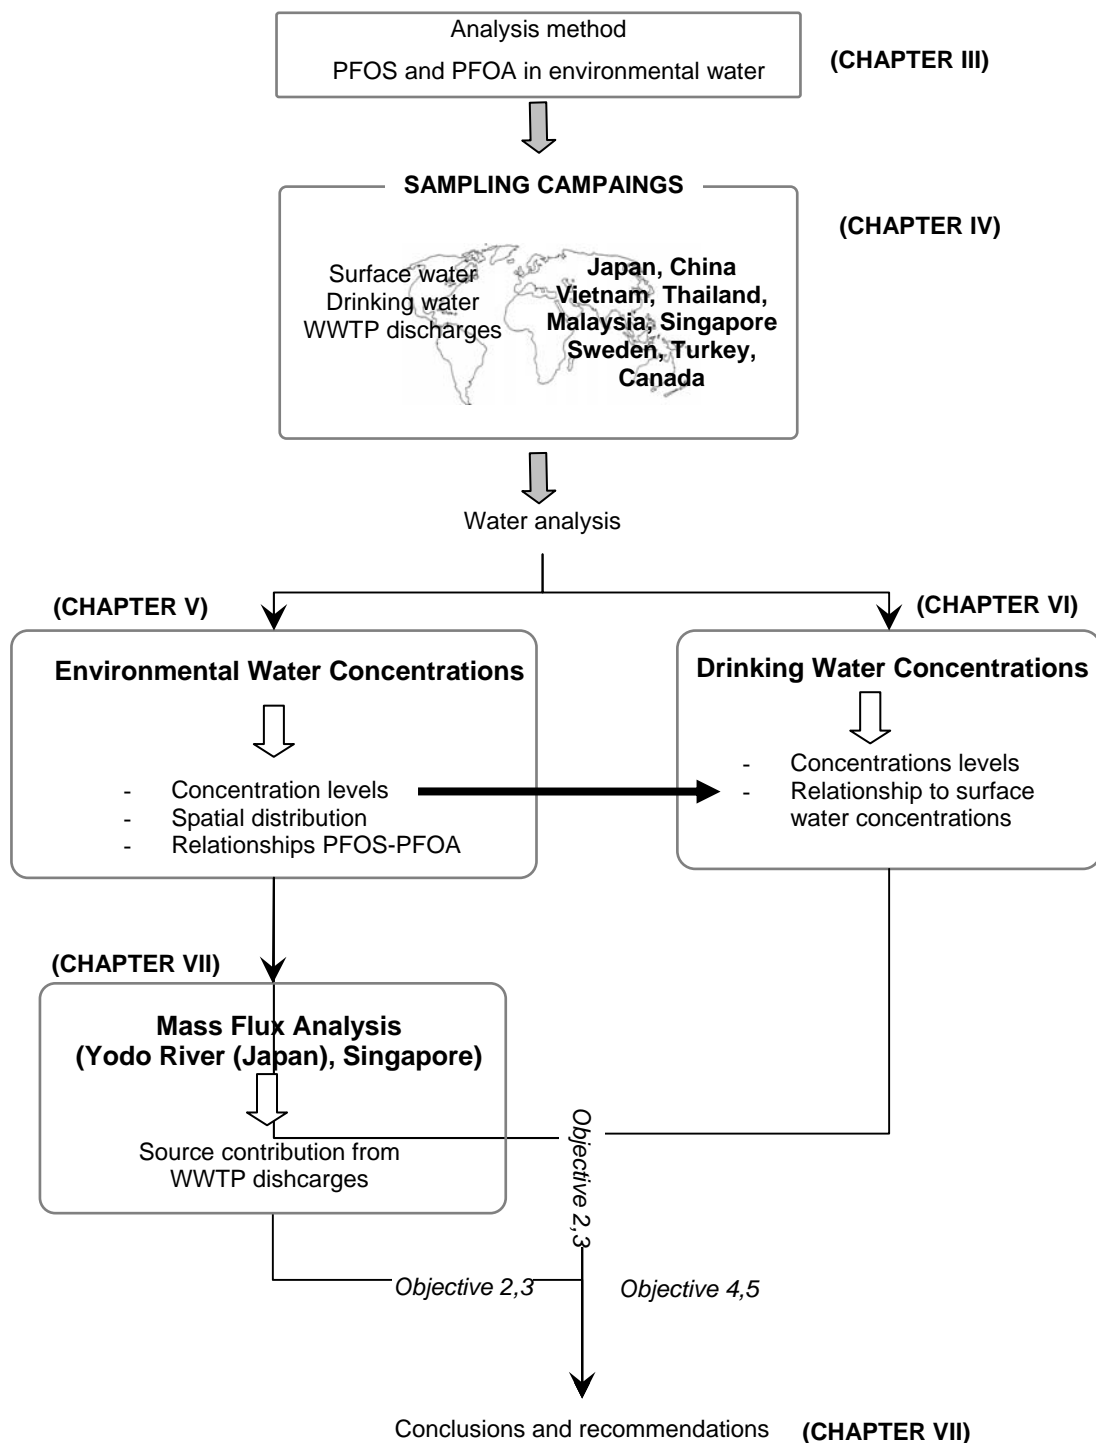 Analysis method
PFOS and PFOA in environmental water
(CHAPTER III)
SAMPLING CAMPAINGS
(CHAPTER IV)
Surface water
Drinking water
WWTP discharges
Japan, China
Vietnam, Thailand,
Malaysia, Singapore
Sweden, Turkey,
Canada
Water analysis
(CHAPTER V)
(CHAPTER VI)
Environmental Water Concentrations
- Concentration levels
- Spatial distribution
- Relationships PFOS-PFOA
Drinking Water Concentrations
- Concentrations levels
- Relationship to surface
water concentrations
(CHAPTER VII)
Mass Flux Analysis
(Yodo River (Japan), Singapore)
Source contribution from
WWTP dishcarges
Objective 2,3
Objective 2,3
Objective 4,5
Conclusions and recommendations
(CHAPTER VII)